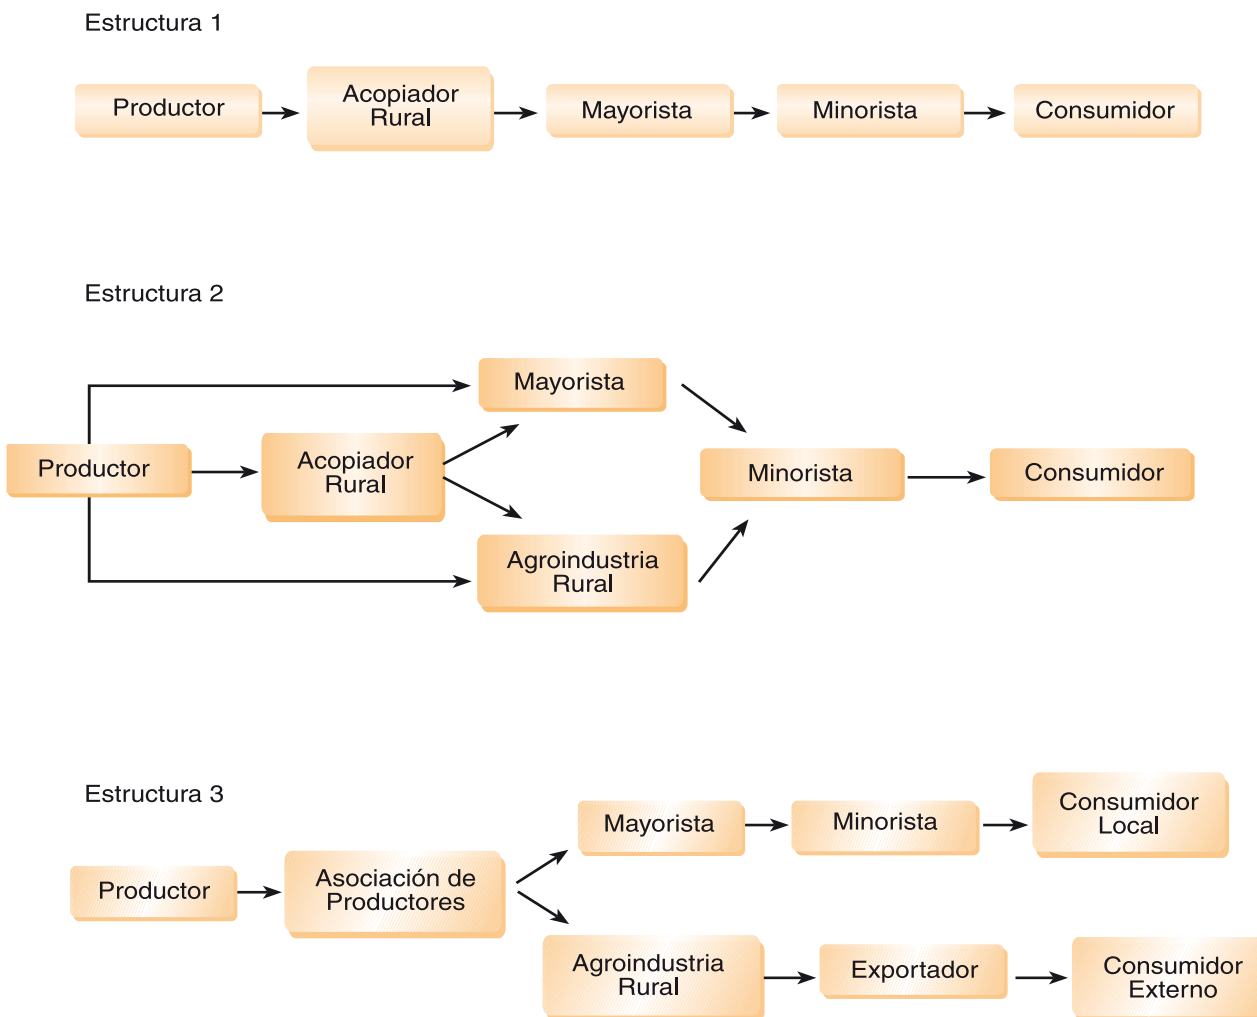 Estructura 1
Productor
Acopiador
Rural
Mayorista
Minorista
Consumidor
Estructura 2
Mayorista
Productor
Acopiador
Rural
Minorista
Consumidor
Agroindustria
Rural
Estructura 3
Mayorista
Minorista
Consumidor
Local
Productor
Asociación de
Productores
Agroindustria
Rural
Exportador
Consumidor
Externo